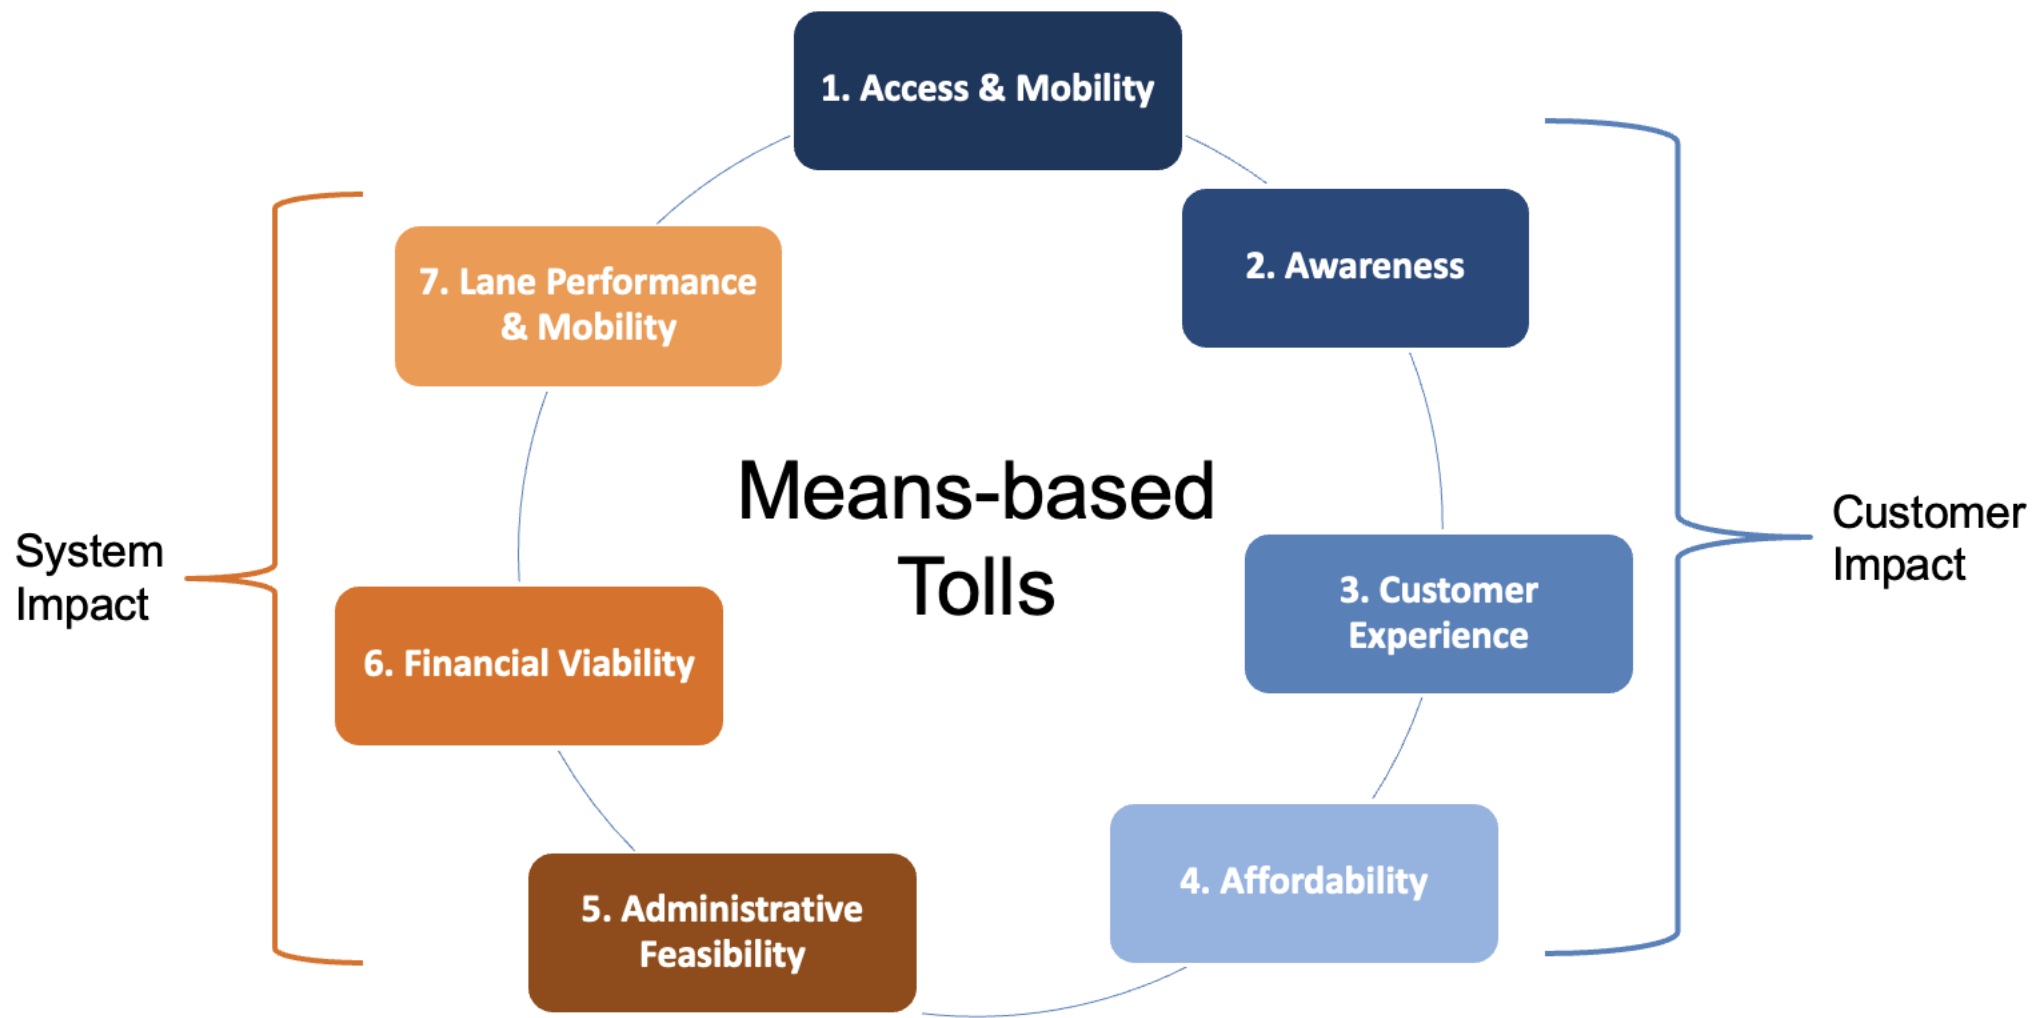 1. Access & Mobility
2. Awareness
3. Customer
Experience
4. Affordability
5. Administrative
Feasibility
6. Financial Viability
7. Lane Performance
& Mobility
Means-based
Tolls
System
Impact
Customer
Impact